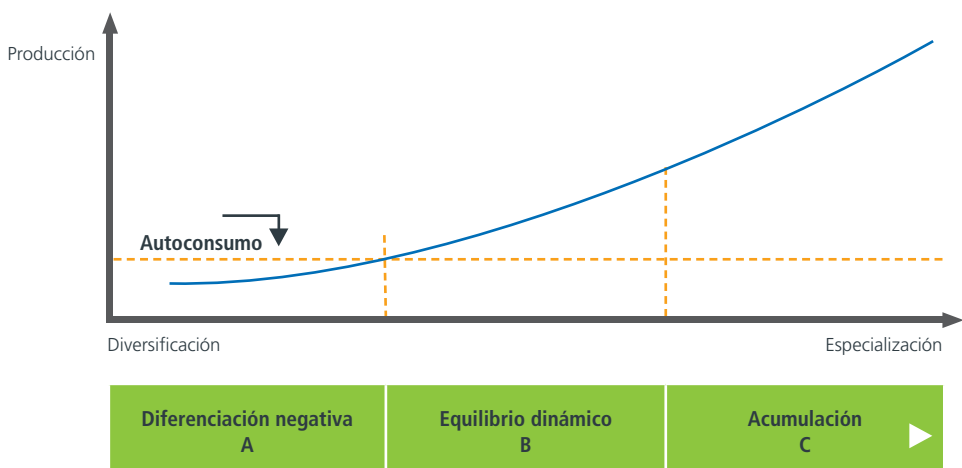 Producción
Autoconsumo
Diversificación
Especialización
Diferenciación negativa
A
Equilibrio dinámico
B
Acumulación
C